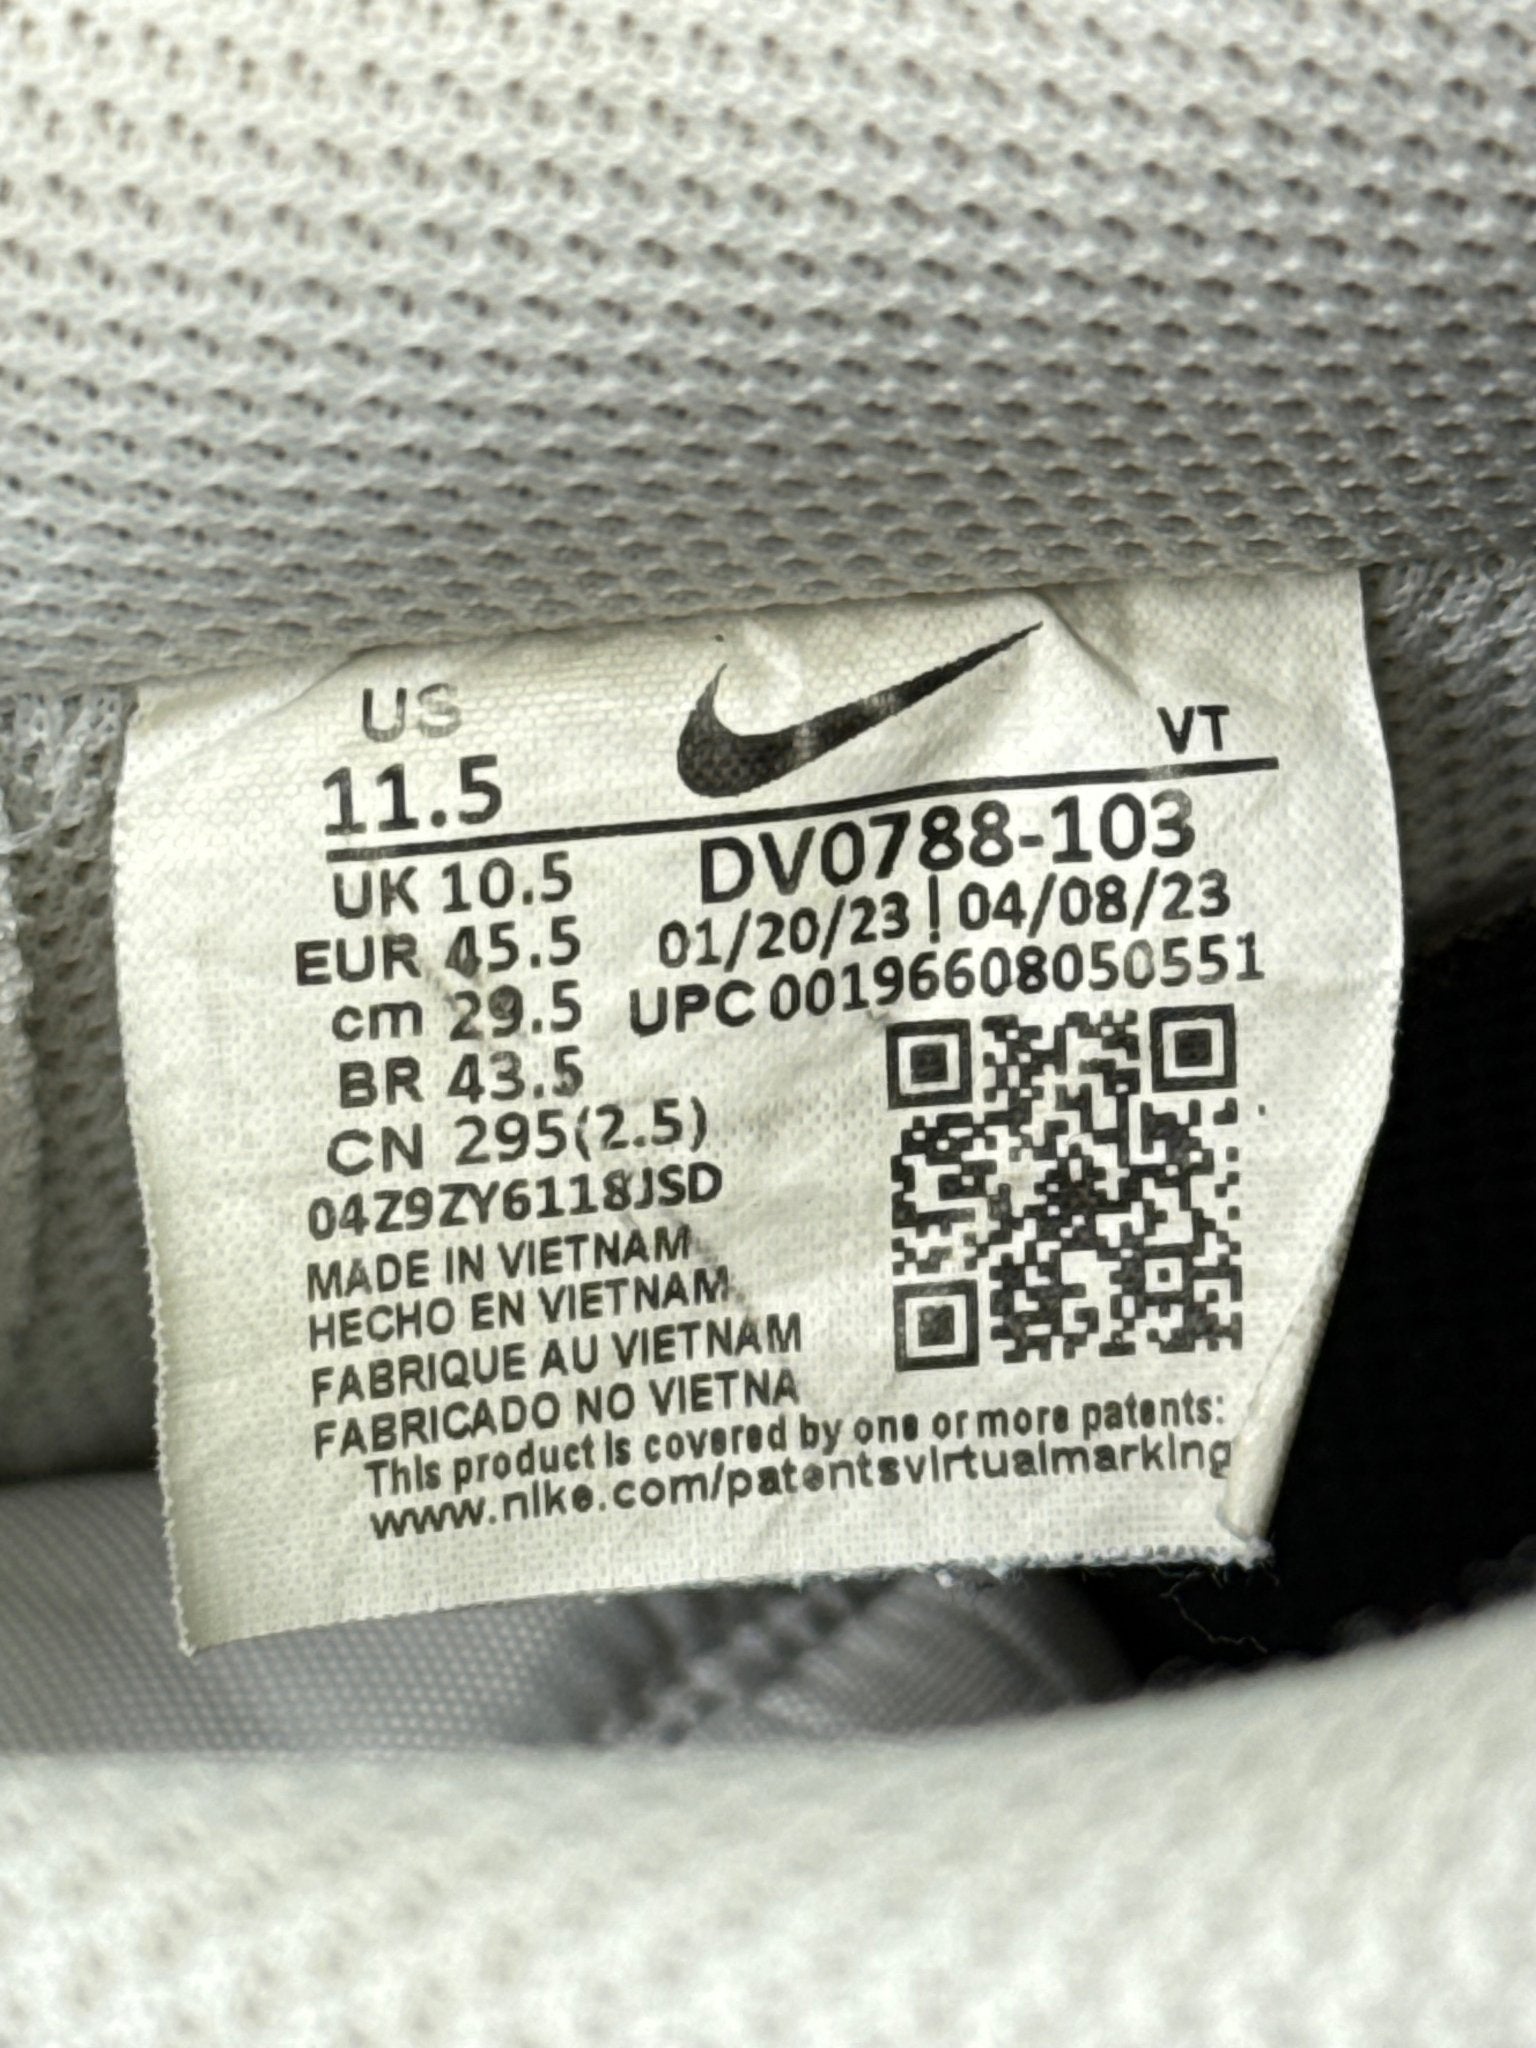 US
11.5
VT
UK 10.5
EUR 45.5
cm 29.5
BR 43.5
CN 295(2.5)
DV0788-103
01/20/23 | 04/08/23
UPC 00196608050551
04Z9ZY6118JSD
MADE IN VIETNAM
HECHO EN VIETNAM
FABRIQUE AU VIETNAM
FABRICADO NO VIETNA
This product is covered by one or more patents:
www.nike.com/patentsvirtualmarking